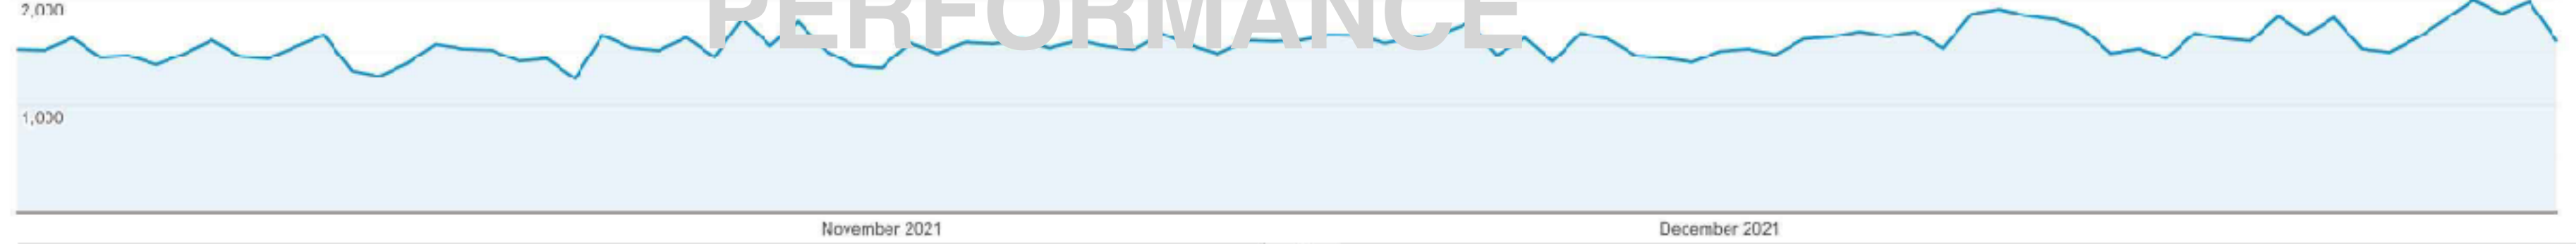 2,000
PERFORMANCE
1,000
November 2021
December 2021